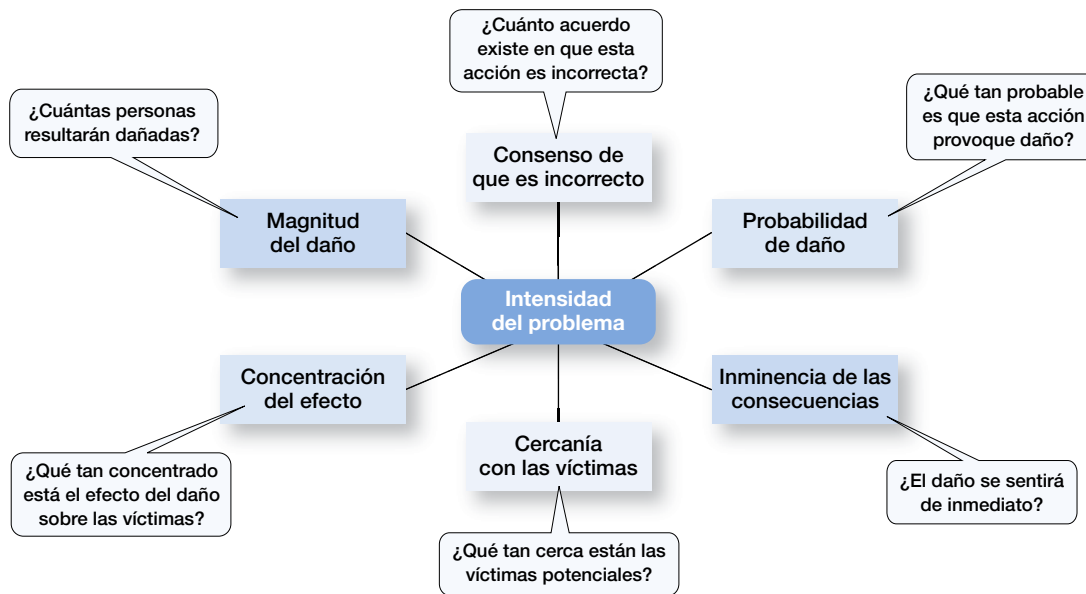 ¿Cuánto acuerdo
existe en que esta
acción es incorrecta?
¿Cuántas personas
resultarán dañadas?
¿Qué tan probable
es que esta acción
provoque daño?
Consenso de
que es incorrecto
Magnitud
del daño
Probabilidad
de daño
Intensidad
del problema
Concentración
del efecto
Inminencia de las
consecuencias
Cercanía
con las víctimas
¿Qué tan concentrado
está el efecto del daño
sobre las víctimas?
¿El daño se sentirá
de inmediato?
¿Qué tan cerca están las
víctimas potenciales?